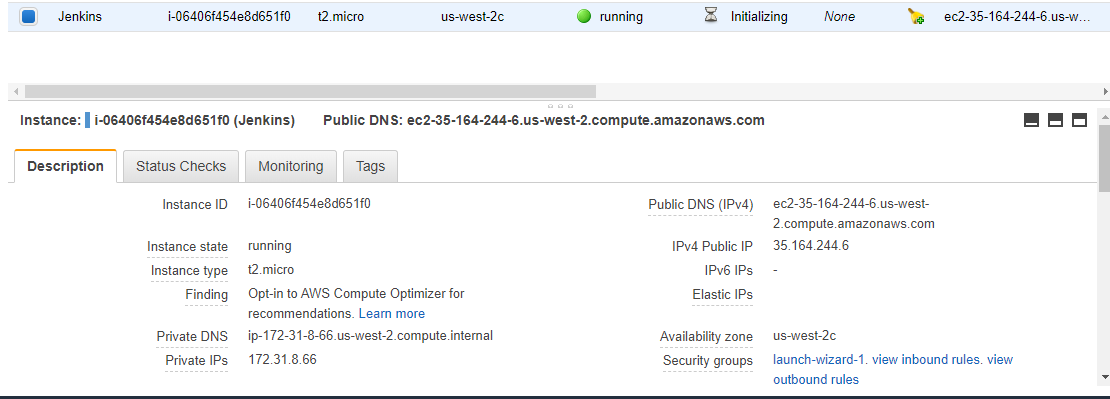 Jenkins i-06406f454e8d651f0 t2.micro us-west-2c running Initializing None ec2-35-164-244-6.us-w...
Instance: i-06406f454e8d651f0 (Jenkins) Public DNS: ec2-35-164-244-6.us-west-2.compute.amazonaws.com
Description Status Checks Monitoring Tags
Instance ID i-06406f454e8d651f0 Public DNS (IPv4) ec2-35-164-244-6.us-west-
2.compute.amazonaws.com
Instance state running IPv4 Public IP 35.164.244.6
Instance type t2.micro IPv6 IPs -
Finding Opt-in to AWS Compute Optimizer for Elastic IPs
recommendations. Learn more
Private DNS ip-172-31-8-66.us-west-2.compute.internal Availability zone us-west-2c
Private IPs 172.31.8.66 Security groups launch-wizard-1. view inbound rules. view
outbound rules